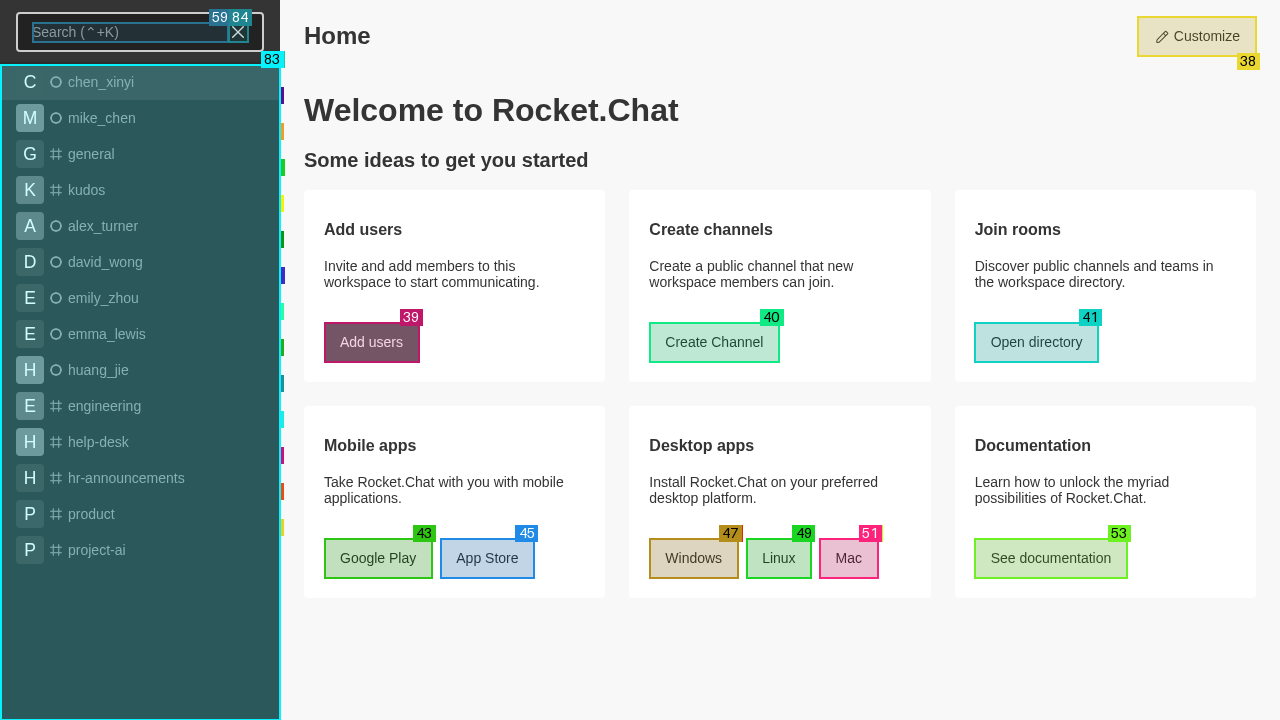 Search (⌃+K)
59 84
83
C chen_xinyi
M mike_chen
G general
K kudos
A alex_turner
D david_wong
E emily_zhou
E emma_lewis
H huang_jie
E engineering
H help-desk
H hr-announcements
P product
P project-ai
Home
Customize
38
Welcome to Rocket.Chat
Some ideas to get you started
Add users
Invite and add members to this
workspace to start communicating.
39
Add users
Create channels
Create a public channel that new
workspace members can join.
40
Create Channel
Join rooms
Discover public channels and teams in
the workspace directory.
41
Open directory
Mobile apps
Take Rocket.Chat with you with mobile
applications.
43 45
Google Play App Store
Desktop apps
Install Rocket.Chat on your preferred
desktop platform.
47 49 51
Windows Linux Mac
Documentation
Learn how to unlock the myriad
possibilities of Rocket.Chat.
53
See documentation